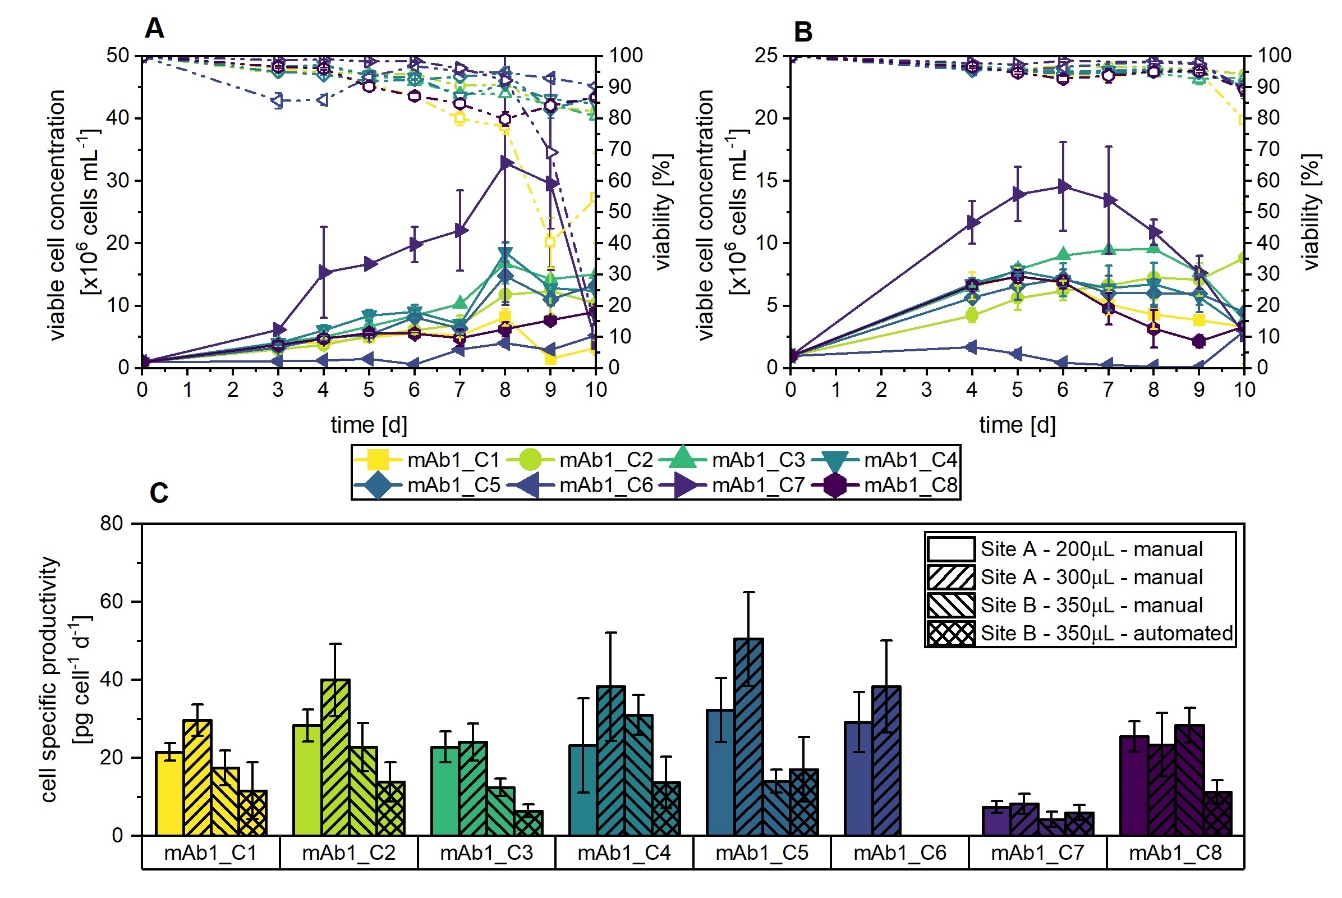 A
B
50
40
30
20
10
0
100
90
80
70
60
50
40
30
20
10
0
viable cell concentration
[x10⁶ cells mL⁻¹]
viability [%]
0 1 2 3 4 5 6 7 8 9 10
time [d]
25
20
15
10
5
0
100
90
80
70
60
50
40
30
20
10
0
viable cell concentration
[x10⁶ cells mL⁻¹]
viability [%]
0 1 2 3 4 5 6 7 8 9 10
time [d]
mAb1_C1 mAb1_C2 mAb1_C3 mAb1_C4
mAb1_C5 mAb1_C6 mAb1_C7 mAb1_C8
C
80
60
40
20
0
cell specific productivity
[pg cell⁻¹ d⁻¹]
Site A - 200μL - manual
Site A - 300μL - manual
Site B - 350μL - manual
Site B - 350μL - automated
mAb1_C1 mAb1_C2 mAb1_C3 mAb1_C4 mAb1_C5 mAb1_C6 mAb1_C7 mAb1_C8